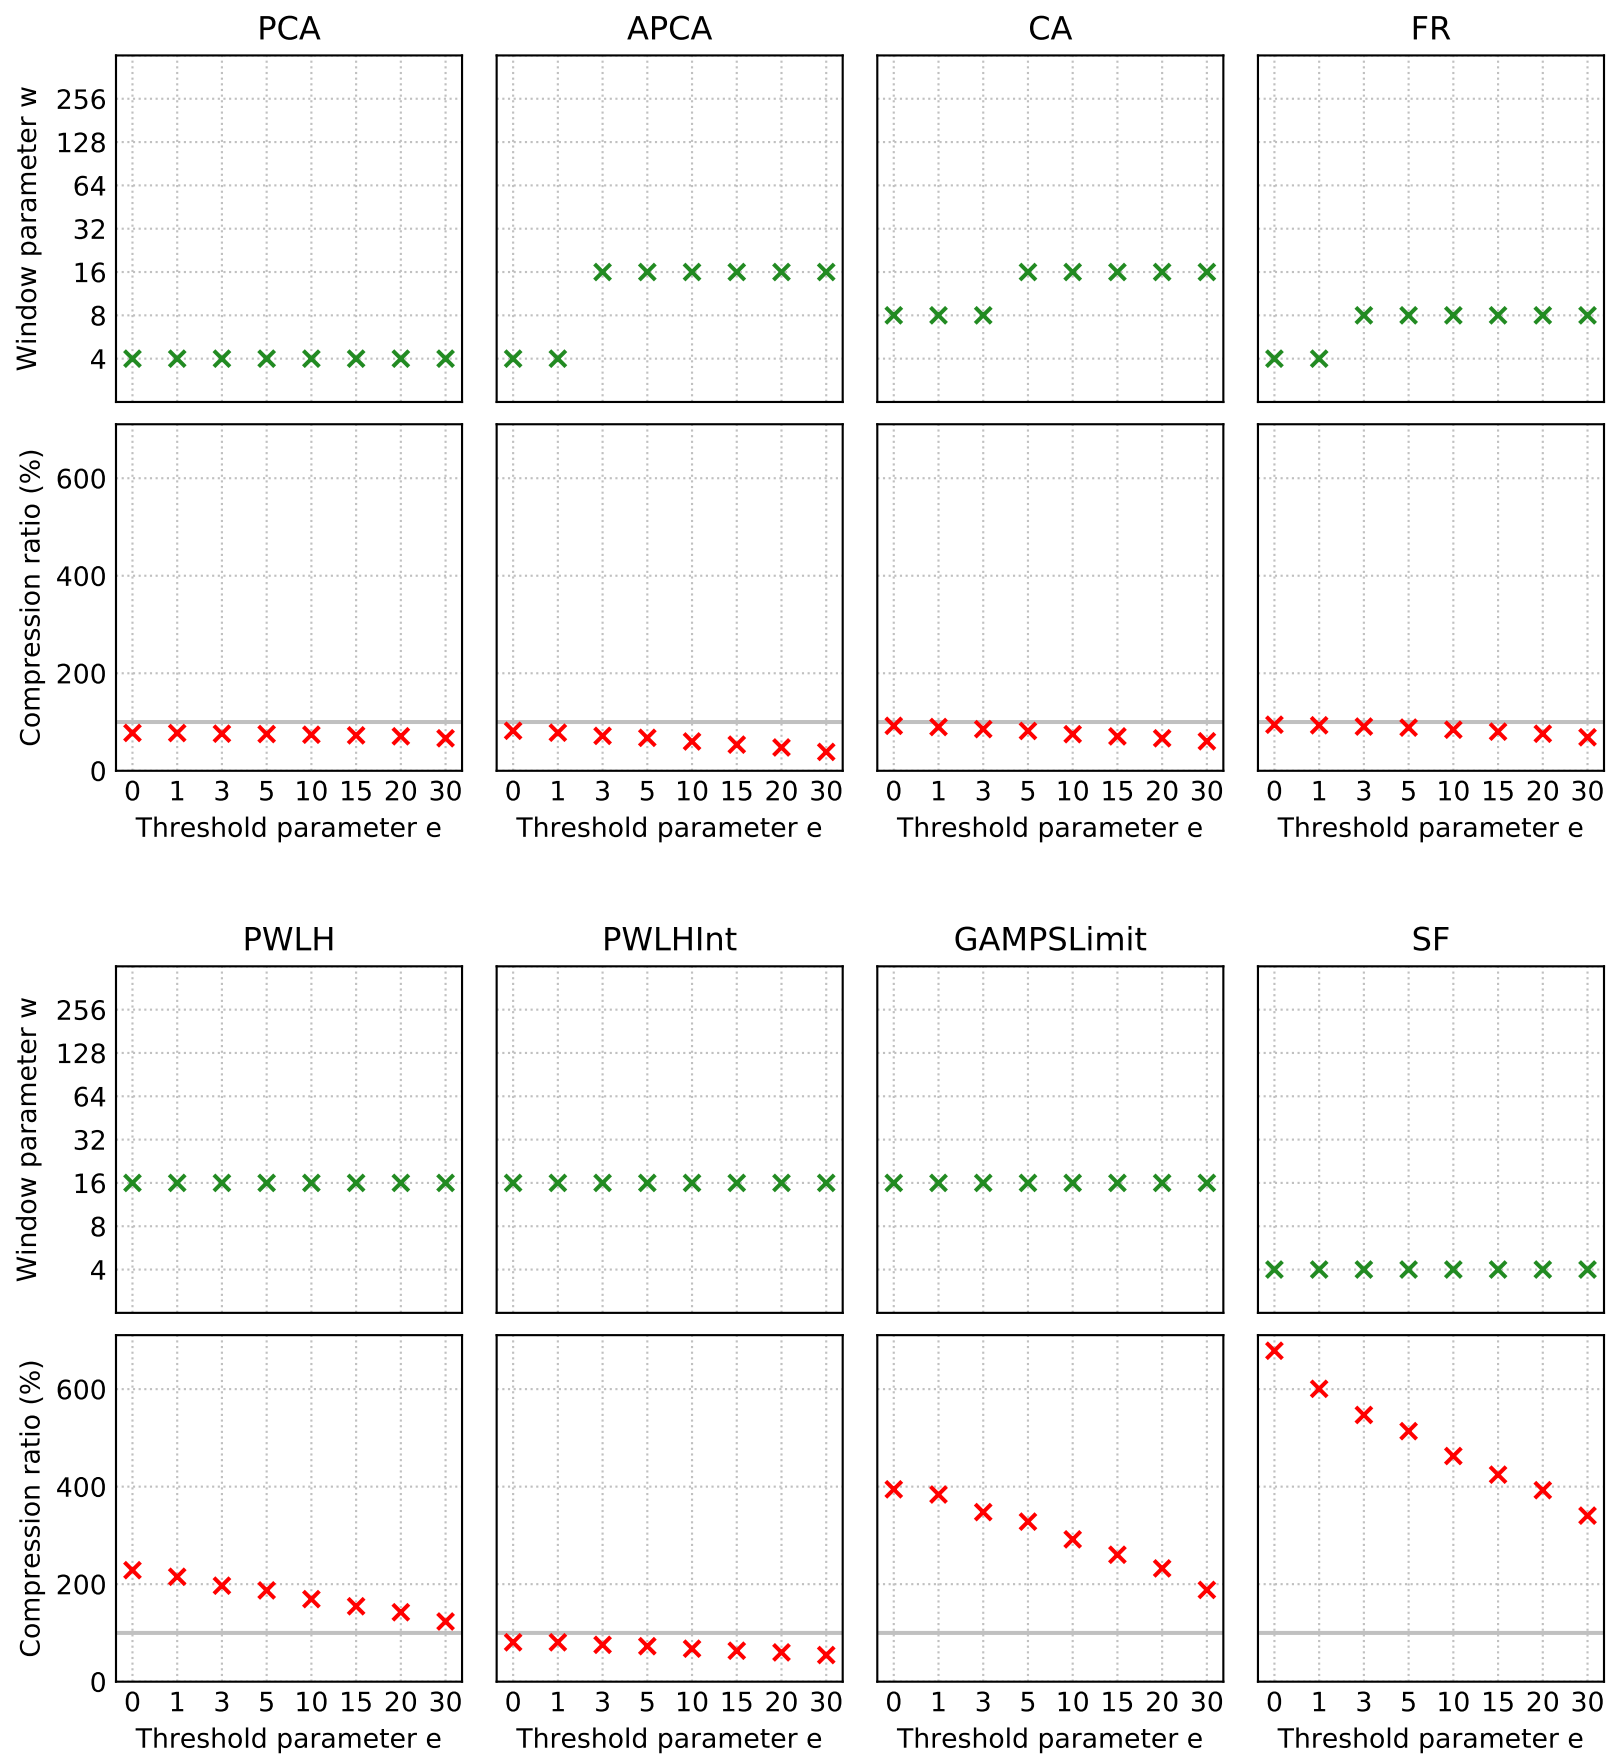 PCA APCA CA FR
Window parameter w
256
128
64
32
16
8
4
Compression ratio (%)
600
400
200
0
0 1 3 5 10 15 20 30 0 1 3 5 10 15 20 30 0 1 3 5 10 15 20 30 0 1 3 5 10 15 20 30
Threshold parameter e Threshold parameter e Threshold parameter e Threshold parameter e
PWLH PWLHInt GAMPSLimit SF
Window parameter w
256
128
64
32
16
8
4
Compression ratio (%)
600
400
200
0
0 1 3 5 10 15 20 30 0 1 3 5 10 15 20 30 0 1 3 5 10 15 20 30 0 1 3 5 10 15 20 30
Threshold parameter e Threshold parameter e Threshold parameter e Threshold parameter e